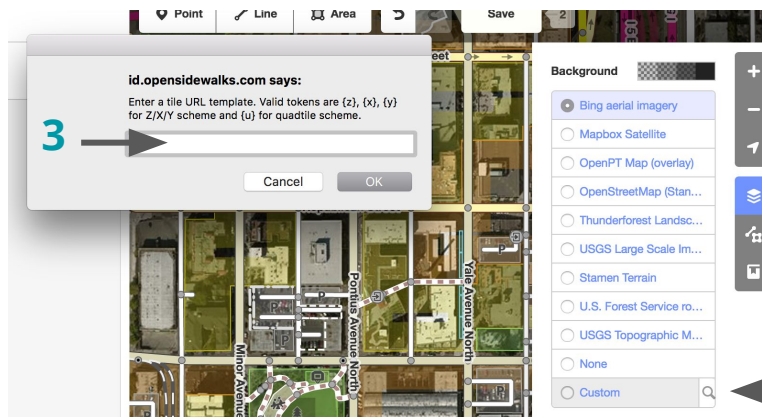 Point
Line
Area
Save
2
id.opensidewalks.com says:
Enter a tile URL template. Valid tokens are {z}, {x}, {y}
for Z/X/Y scheme and {u} for quadtile scheme.
3
Cancel
OK
Background
Bing aerial imagery
Mapbox Satellite
OpenPT Map (overlay)
OpenStreetMap (Stan...
Thunderforest Landsc...
USGS Large Scale Im...
Stamen Terrain
U.S. Forest Service ro...
USGS Topographic M...
None
Custom
Yale Avenue North
Pontius Avenue North
Minor Avenue
P
P
P
P
P